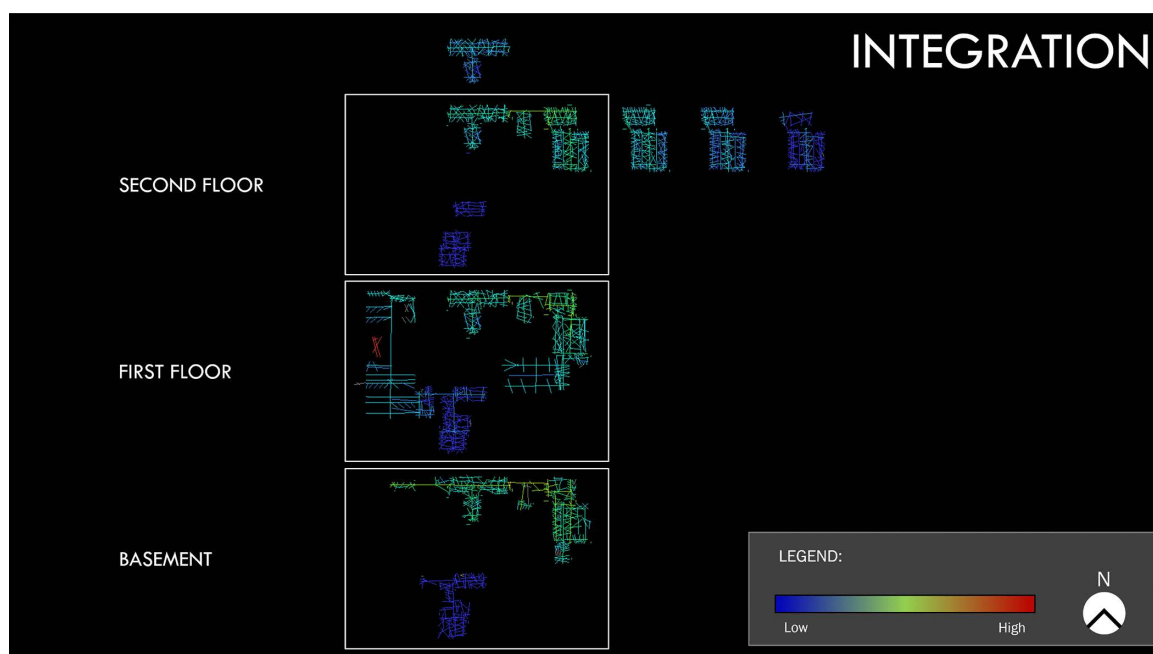 INTEGRATION
SECOND FLOOR
FIRST FLOOR
BASEMENT
LEGEND:
N
Low High